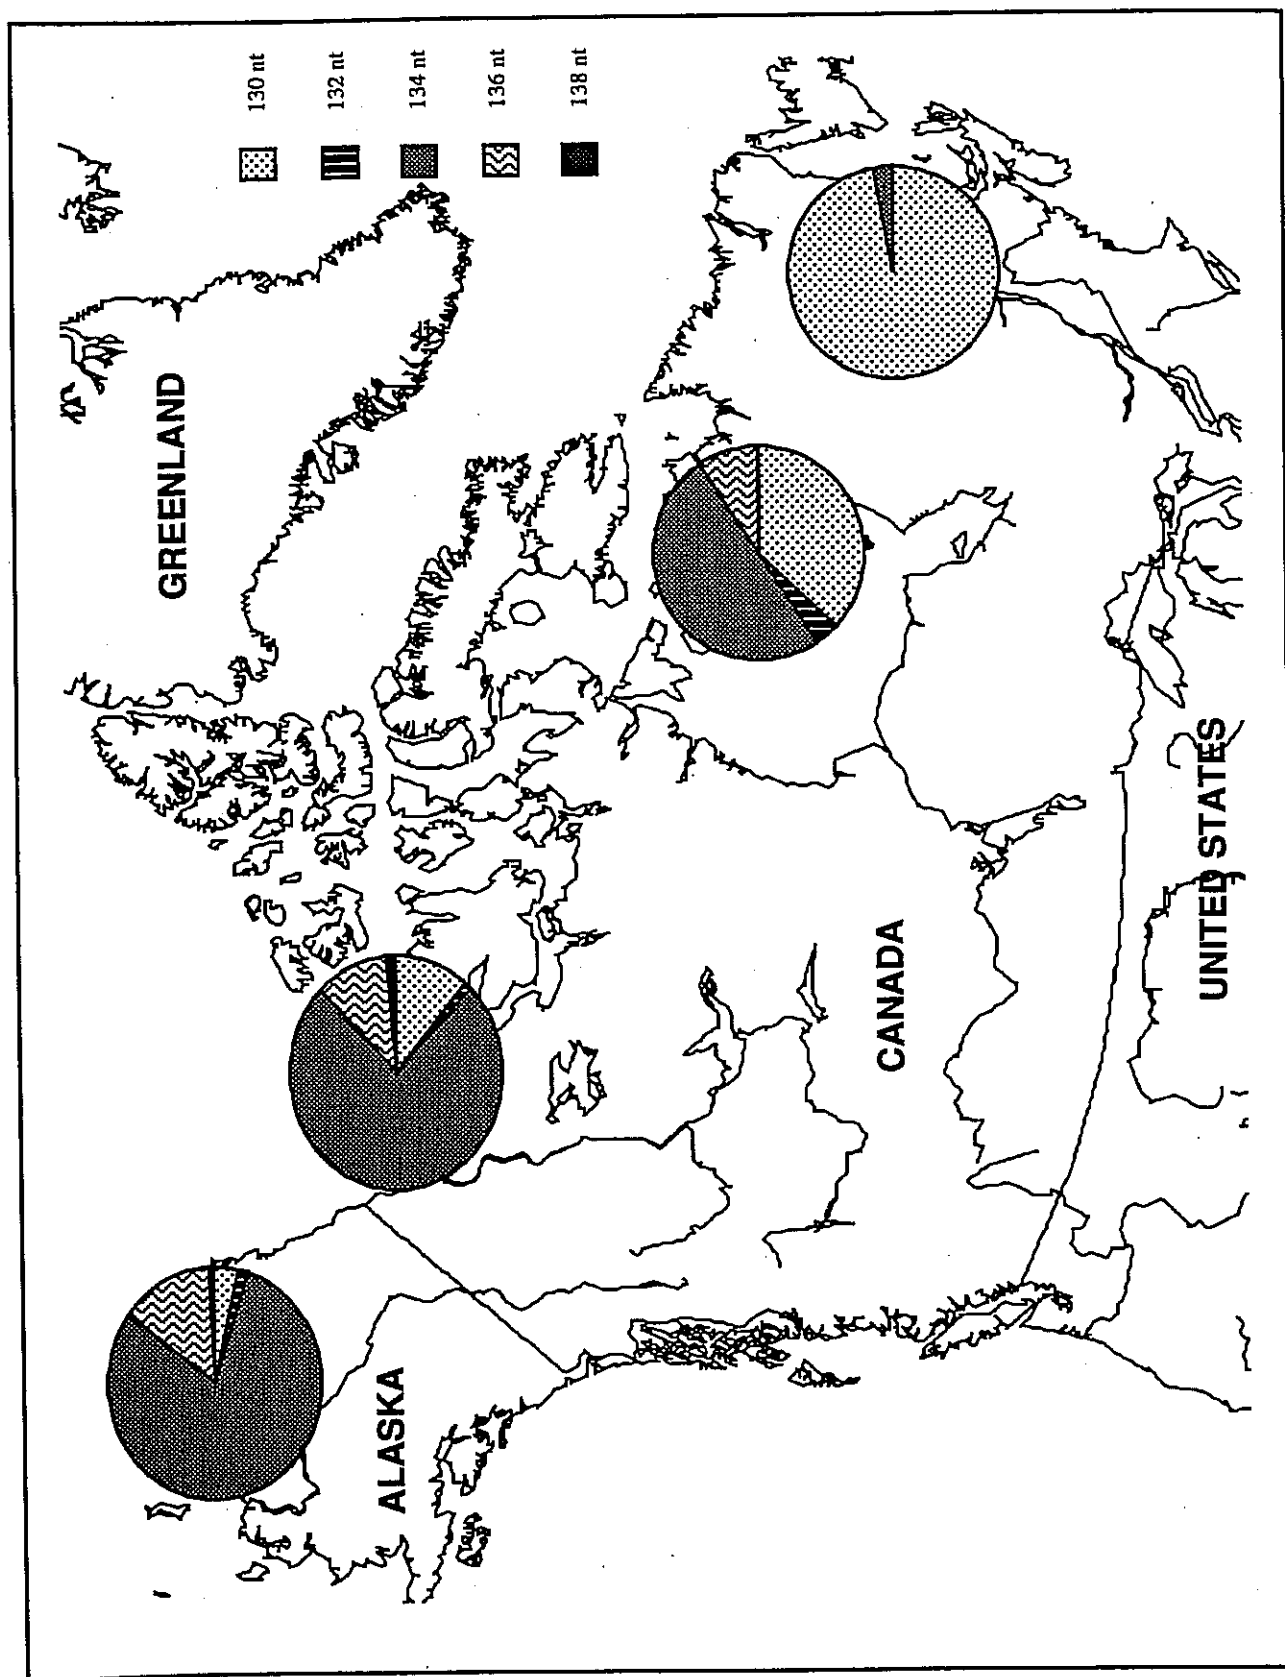 GREENLAND
130 nt
132 nt
134 nt
136 nt
138 nt
ALASKA
CANADA
UNITED STATES